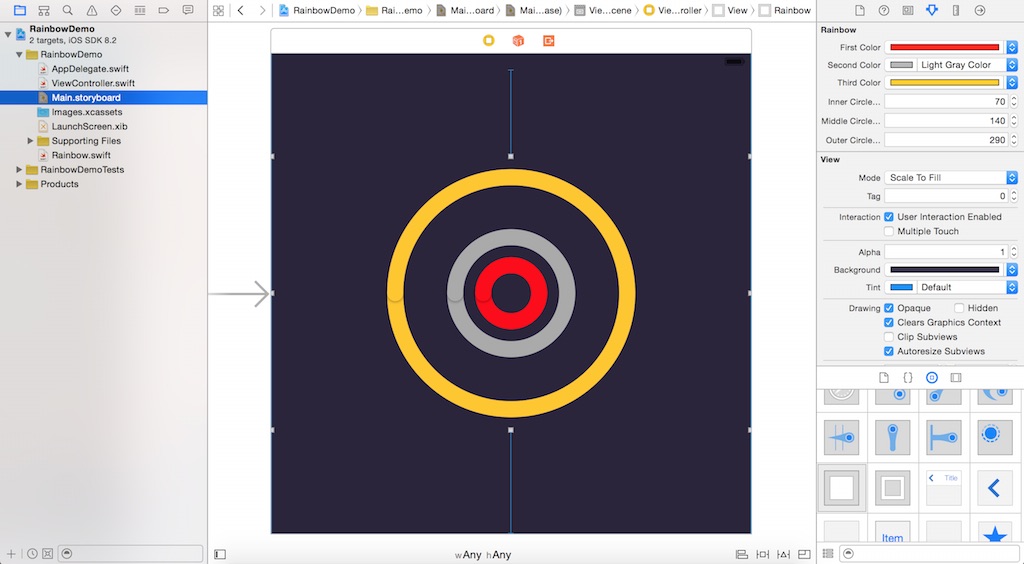 RainbowDemo
2 targets, iOS SDK 8.2
RainbowDemo
AppDelegate.swift
ViewController.swift
Main.storyboard
Images.xcassets
LaunchScreen.xib
Supporting Files
Rainbow.swift
RainbowDemoTests
Products
RainbowDemo
Rai...emo
Mai...oard
Mai...ase)
Vie...cene
Vie...roller
View
Rainbow
wAny hAny
Rainbow
First Color
Second Color Light Gray Color
Third Color
Inner Circle... 70
Middle Circle... 140
Outer Circle... 290
View
Mode Scale To Fill
Tag 0
Interaction User Interaction Enabled
Multiple Touch
Alpha 1
Background
Tint Default
Drawing Opaque Hidden
Clears Graphics Context
Clip Subviews
Autoresize Subviews
{ }
Title
Item